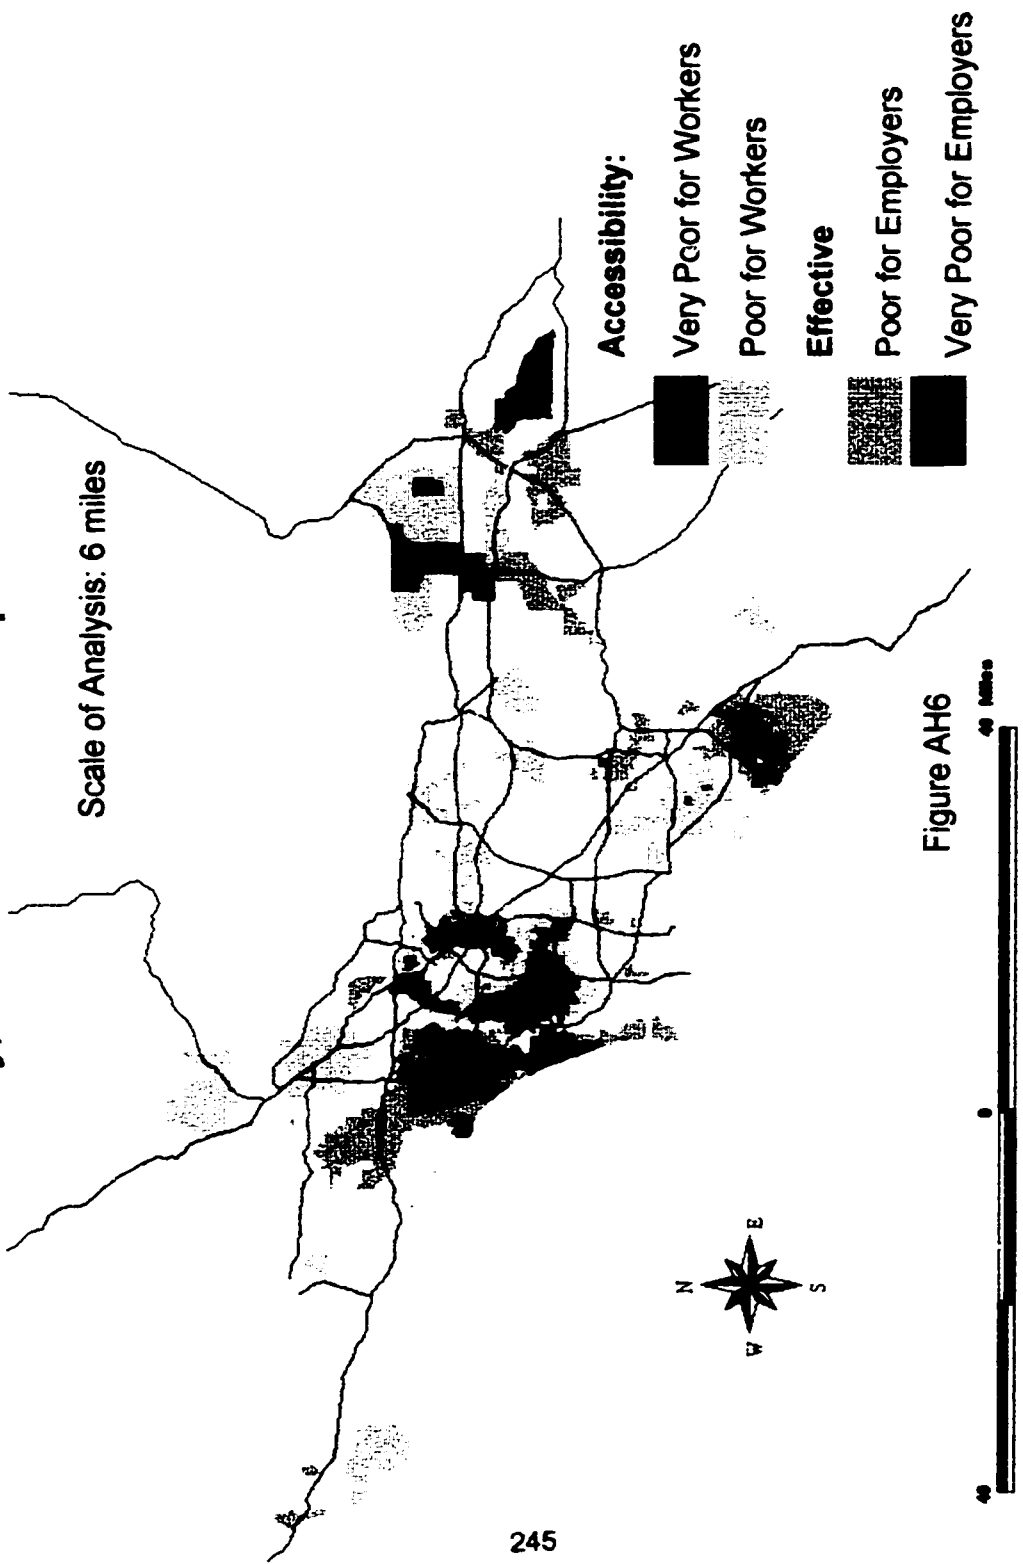 Scale of Analysis: 6 miles
Accessibility:
Very Poor for Workers
Poor for Workers
Effective
Poor for Employers
Very Poor for Employers
N
W
E
S
40
0
40 Miles
Figure AH6
245